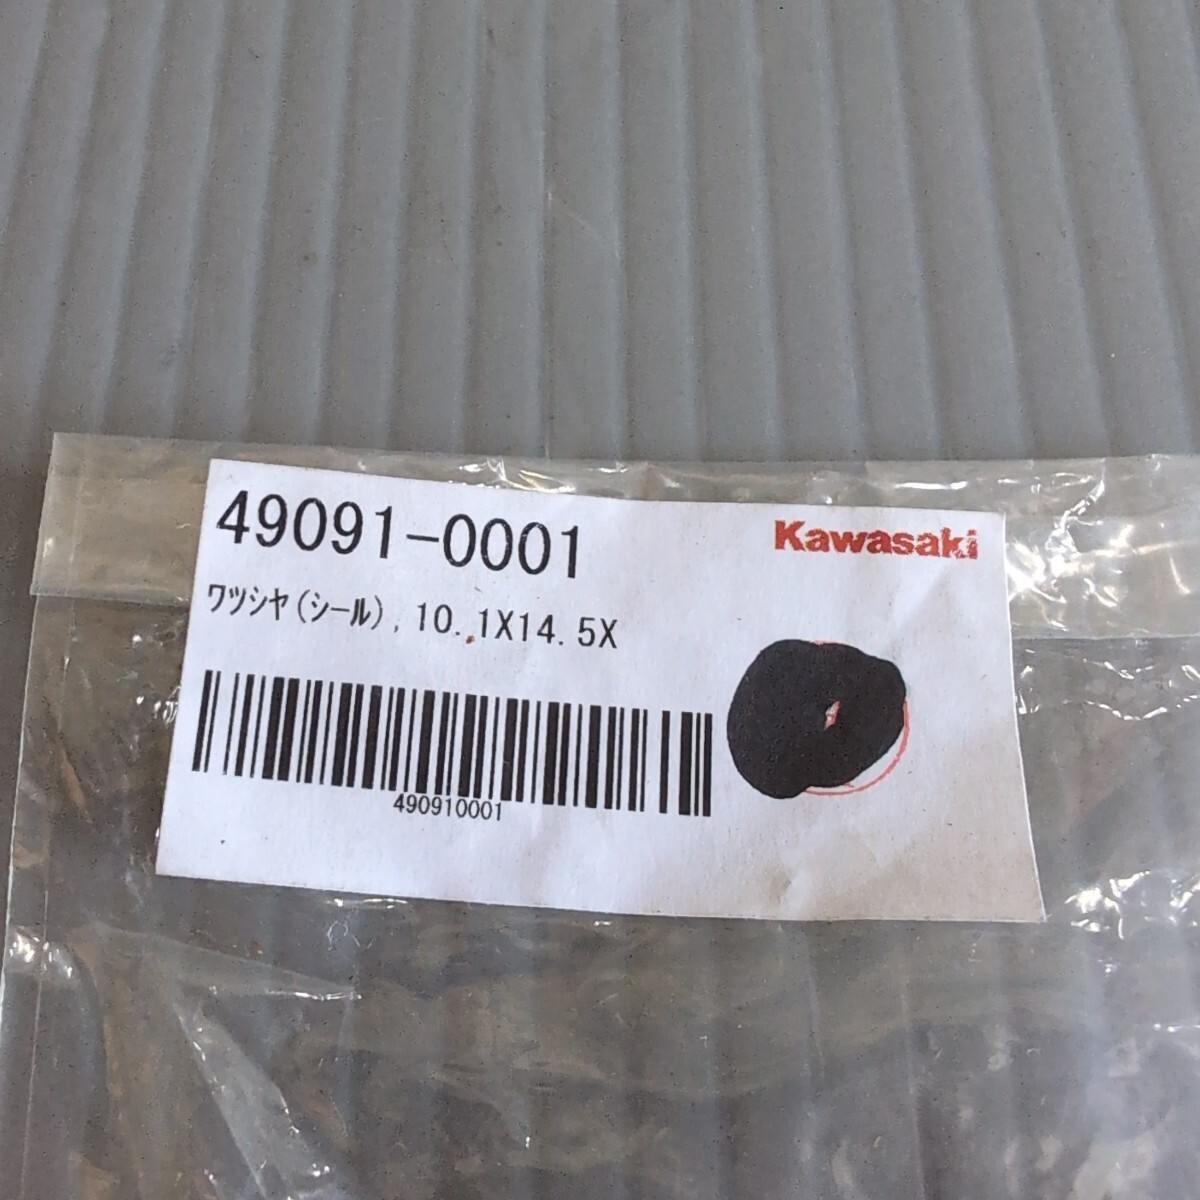 49091-0001
Kawasaki
ﾜﾂｼﾔ(ｼｰﾙ), 10.1X14.5X
490910001